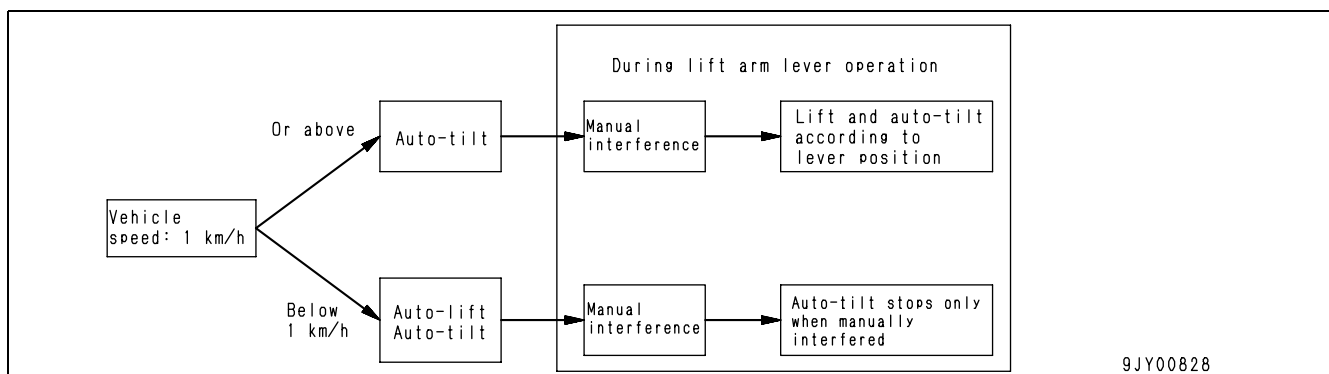 During lift arm lever operation
Or above
Auto-tilt
Manual
interference
Lift and auto-tilt
according to
lever position
Vehicle
speed: 1 km/h
Below
1 km/h
Auto-lift
Auto-tilt
Manual
interference
Auto-tilt stops only
when manually
interfered
9JY00828